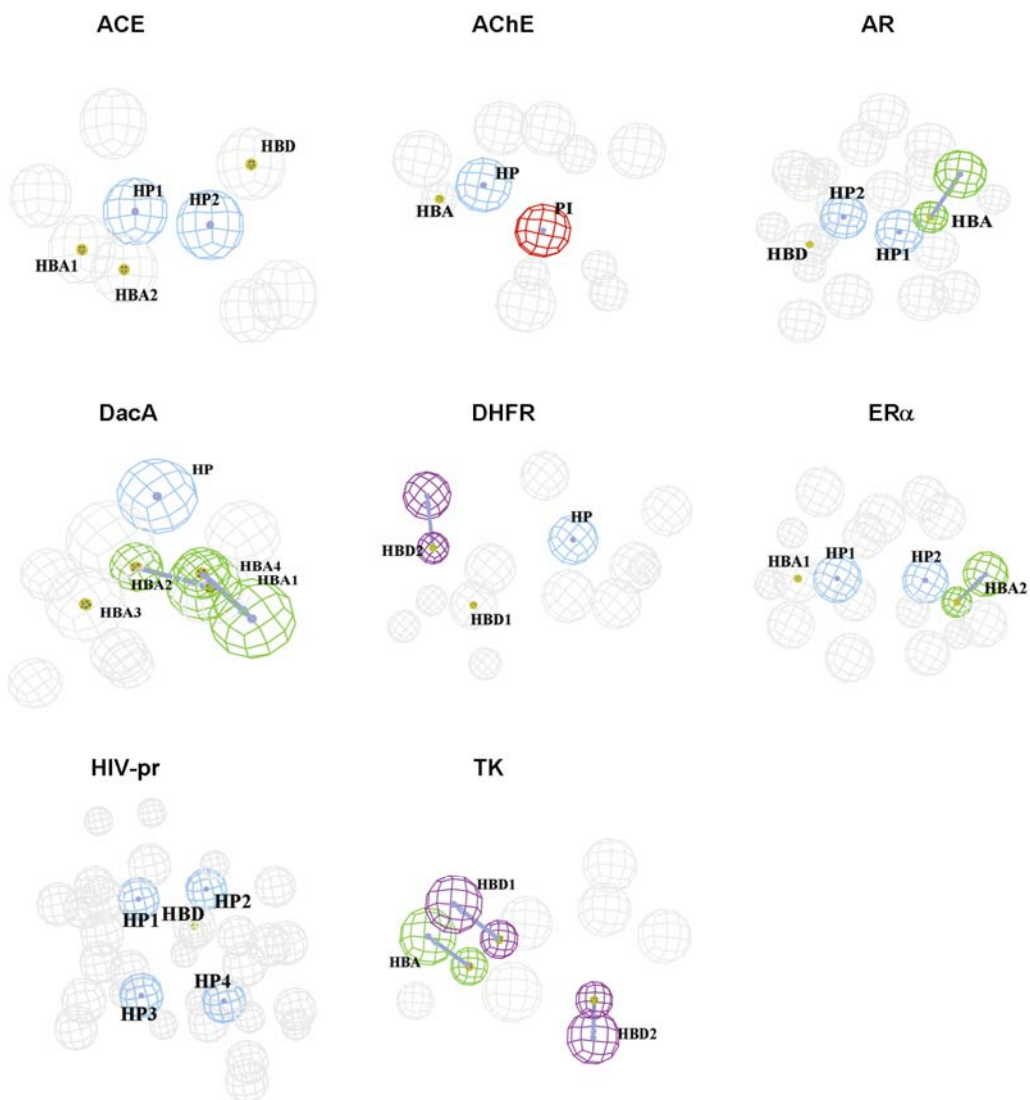 ACE
AChE
AR
HBD
HP1
HP2
HBA1
HBA2
HP
HBA
PI
HP2
HBA
HBD
HP1
DacA
DHFR
ERα
HP
HBA4
HBA2
HBA1
HBA3
HBD2
HP
HBD1
HBA1
HP1
HP2
HBA2
HIV-pr
TK
HP2
HP1
HBD
HP4
HP3
HBD1
HBA
HBD2